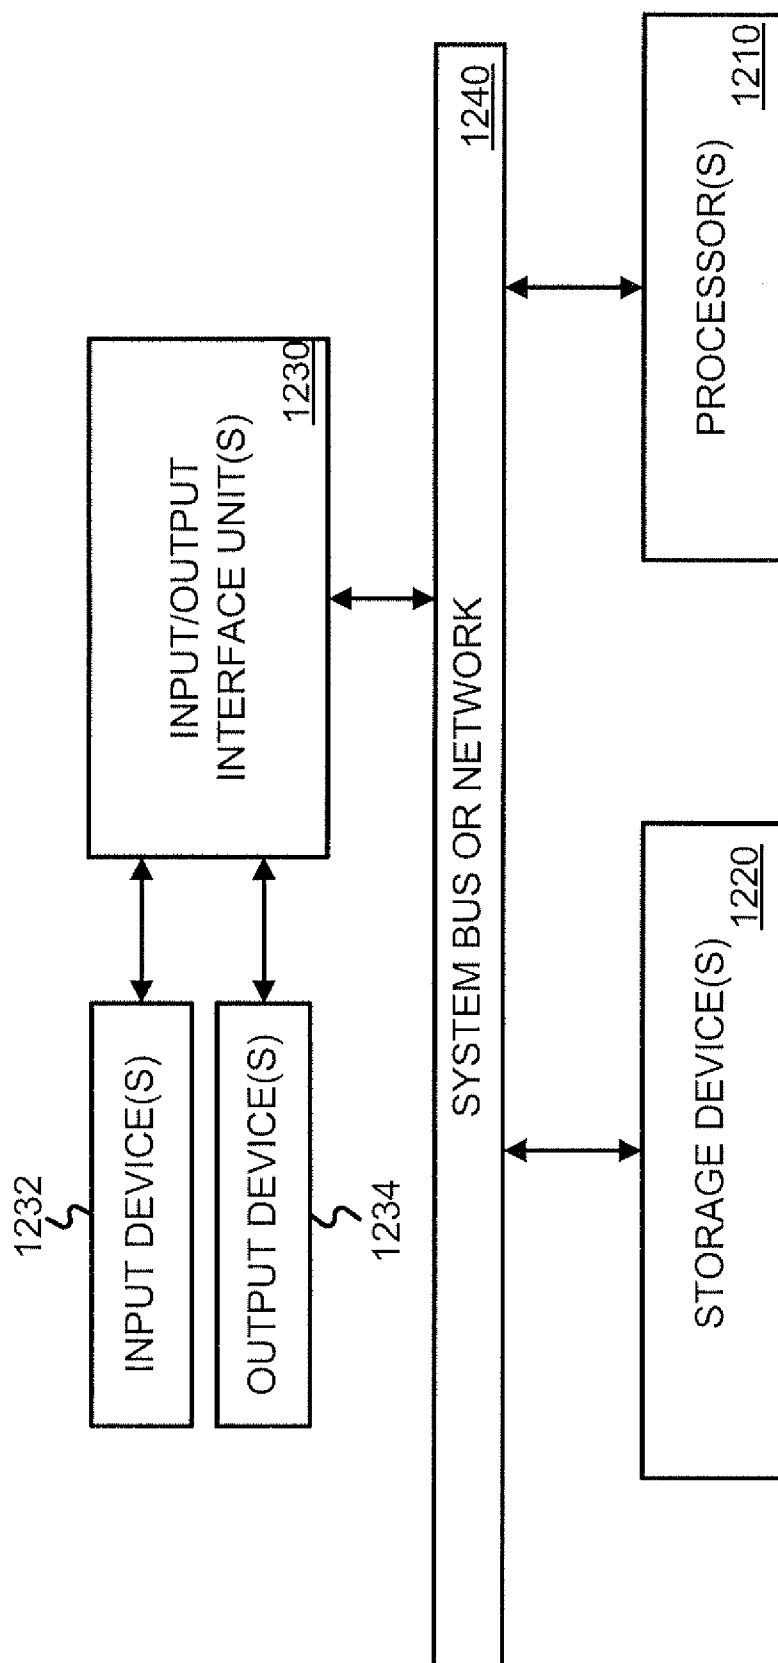 1232
INPUT DEVICE(S)
OUTPUT DEVICE(S)
1234
INPUT/OUTPUT
INTERFACE UNIT(S)
1230
SYSTEM BUS OR NETWORK
1240
STORAGE DEVICE(S)
1220
PROCESSOR(S)
1210